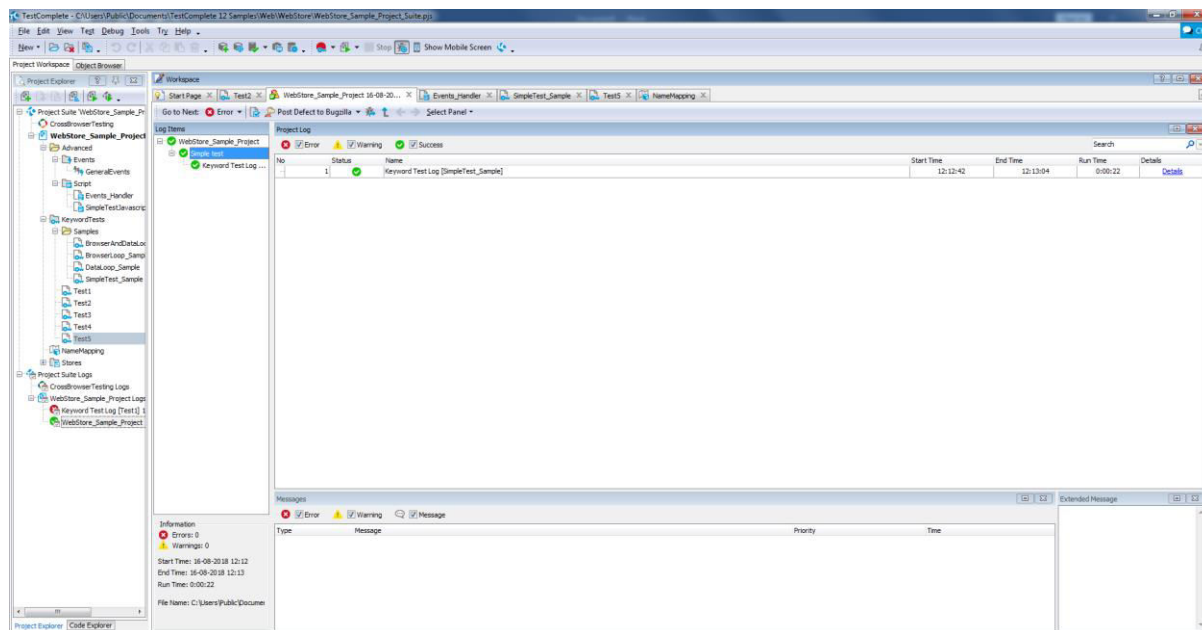 TestComplete - C:\Users\Public\Documents\TestComplete 12 Samples\Web\WebStore\WebStore_Sample_Project_Suite.pjs
File Edit View Test Debug Tools Try Help
New Stop Show Mobile Screen
Project Workspace Object Browser
Project Explorer
Workspace
Start Page Test2 WebStore_Sample_Project 16-08-20... Events_Handler SimpleTest_Sample Test5 NameMapping
Go to Next: Error Post Defect to Bugzilla Select Panel
Project Suite 'WebStore_Sample_Pr
CrossBrowserTesting
WebStore_Sample_Project
Advanced
Events
GeneralEvents
Script
Events_Handler
SimpleTestJavascrip
KeywordTests
Samples
BrowserAndDataLoo
BrowserLoop_Samp
DataLoop_Sample
SimpleTest_Sample
Test1
Test2
Test3
Test4
Test5
NameMapping
Stores
Project Suite Logs
CrossBrowserTesting Logs
WebStore_Sample_Project Logs
Keyword Test Log [Test1] 1
WebStore_Sample_Project
Project Explorer Code Explorer
Log Items
WebStore_Sample_Project
Simple test
Keyword Test Log ...
Information
Errors: 0
Warnings: 0
Start Time: 16-08-2018 12:12
End Time: 16-08-2018 12:13
Run Time: 0:00:22
File Name: C:\Users\Public\Documen
Project Log
Error Warning Success Search
No Status Name Start Time End Time Run Time Details
1 Keyword Test Log [SimpleTest_Sample] 12:12:42 12:13:04 0:00:22 Details
Messages
Error Warning Message
Type Message Priority Time
Extended Message